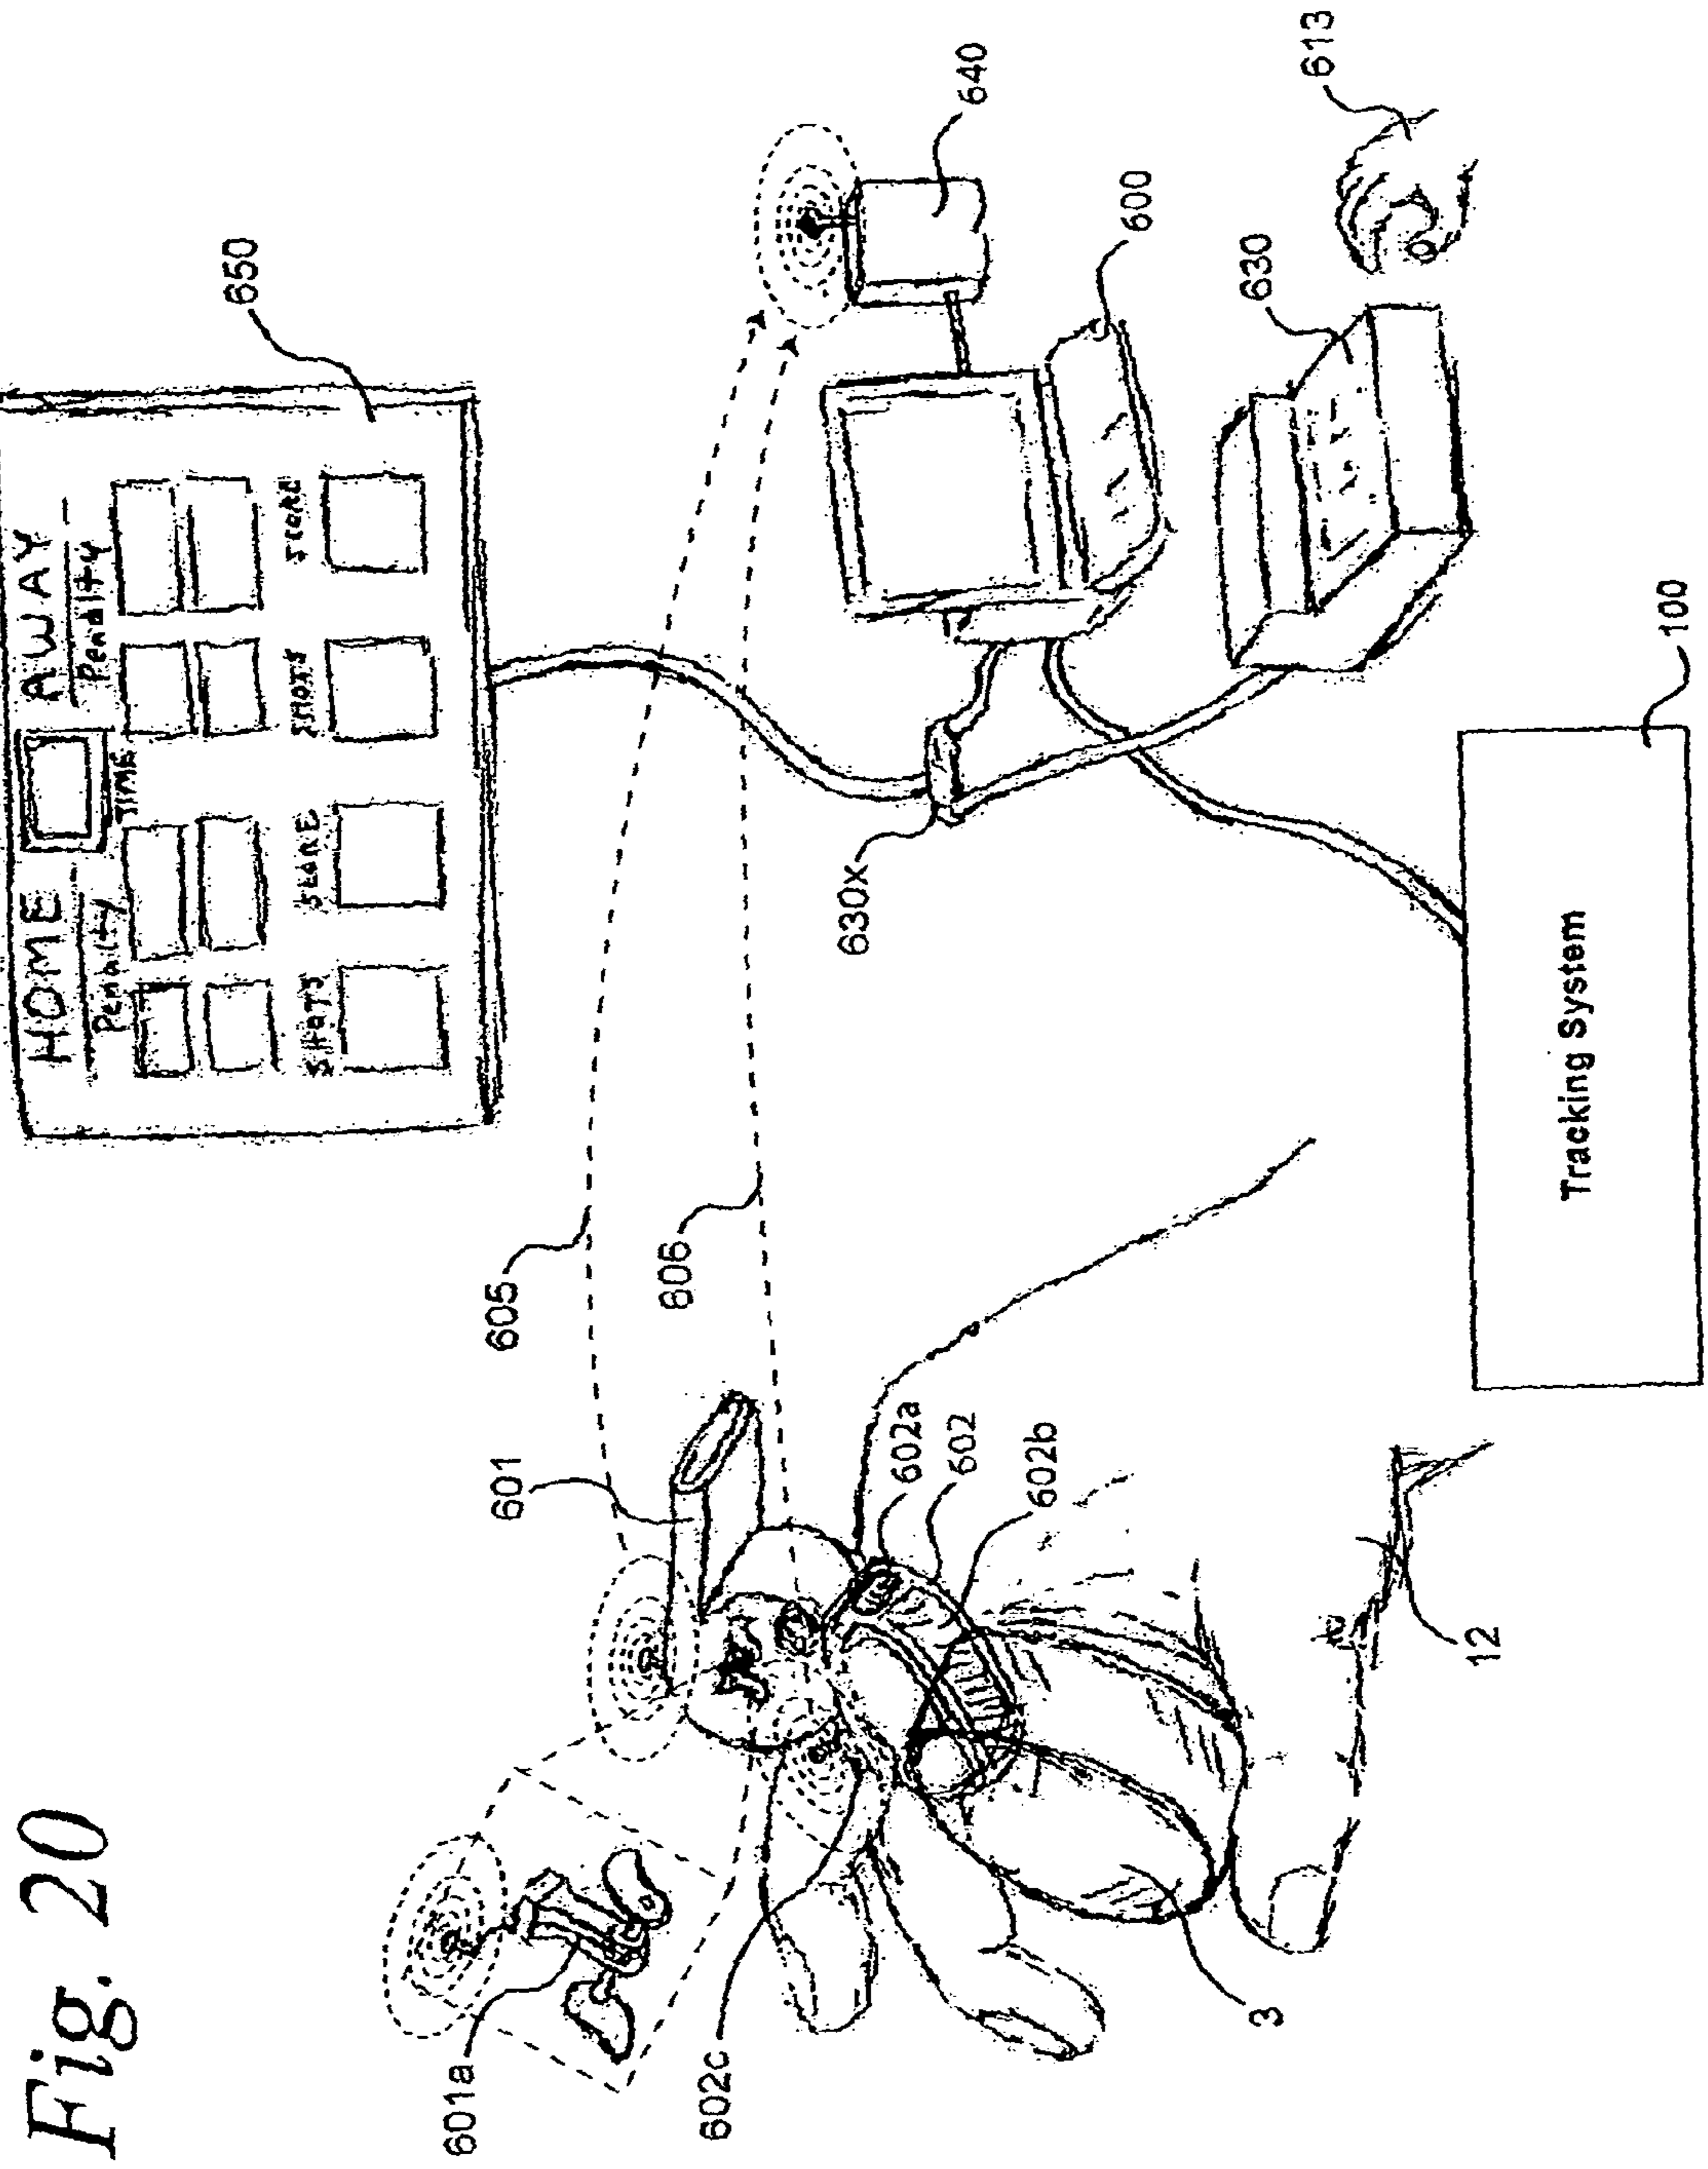 Fig. 20
HOME AWAY
Penalty Penalty
TIME
SHOTS SCORE SHOTS SCORE
650
605
606
640
601
601a
602a
602
602b
602c
600
630x
630
613
3
12
Tracking System
100